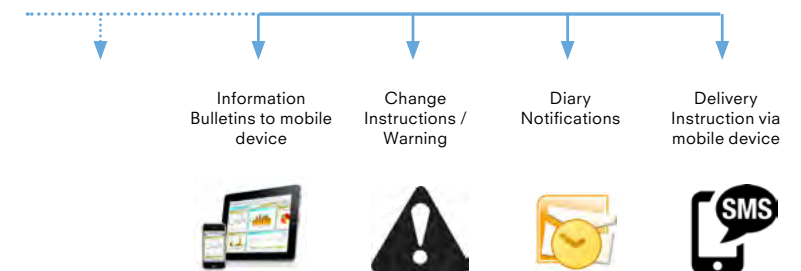 Information
Bulletins to mobile
device
Change
Instructions /
Warning
Diary
Notifications
Delivery
Instruction via
mobile device
SMS